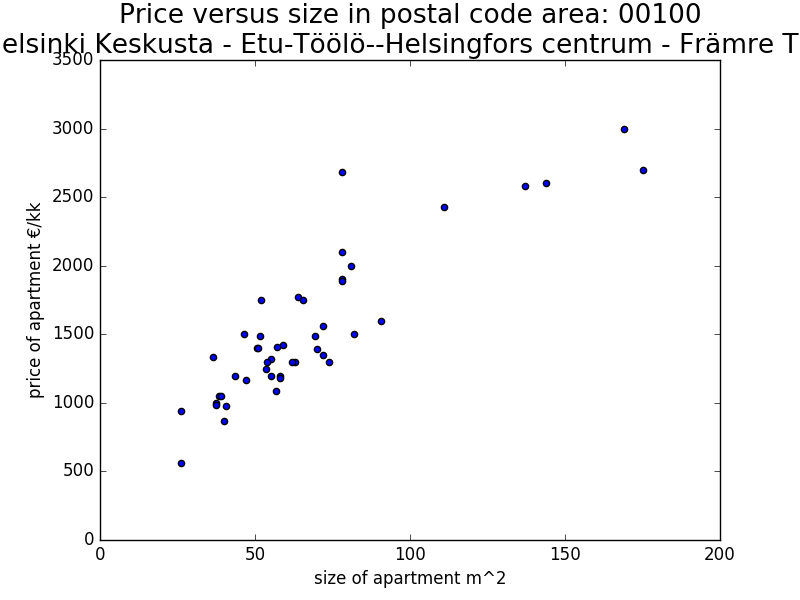 Price versus size in postal code area: 00100
elsinki Keskusta - Etu-Töölö--Helsingfors centrum - Främre T
3500
3000
2500
2000
1500
1000
500
0
price of apartment €/kk
0 50 100 150 200
size of apartment m^2